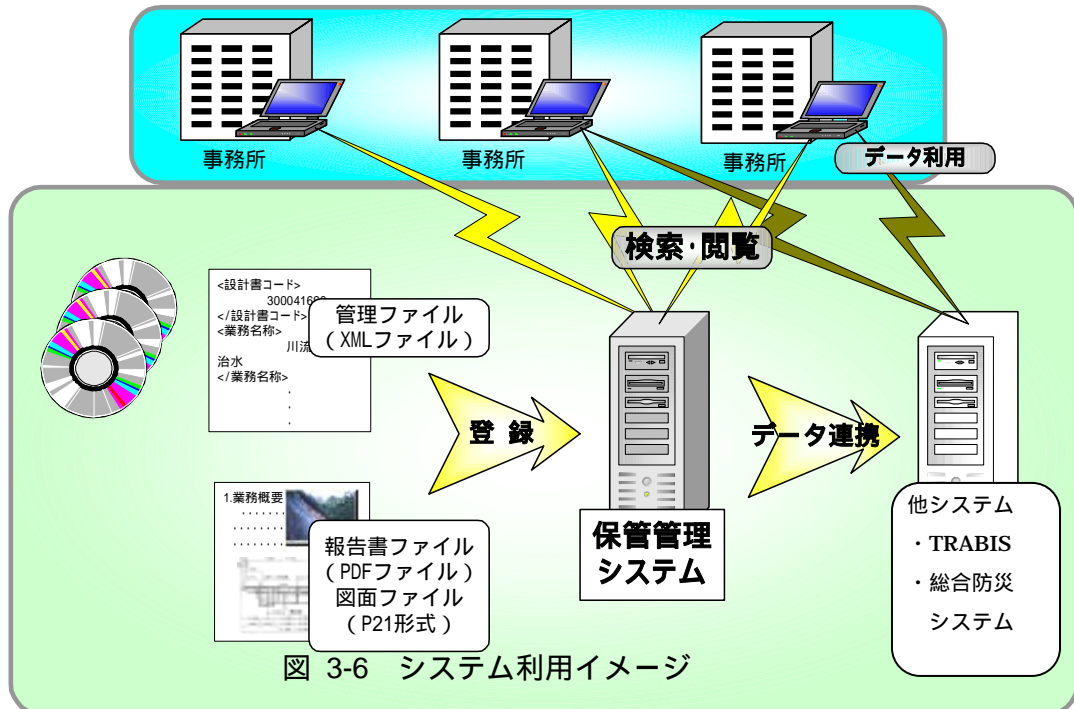 事務所
事務所
事務所
データ利用
検索・閲覧
<設計書コード>
</設計書コード>
<業務名称>
川流
治水
</業務名称>
・
・
・
管理ファイル
(XMLファイル)
登 録
データ連携
1.業務概要
・・・・・・
・・・・・
・・・・・
報告書ファイル
(PDFファイル)
図面ファイル
(P21形式)
保管管理
システム
他システム
・TRABIS
・総合防災
システム
図 3-6 システム利用イメージ